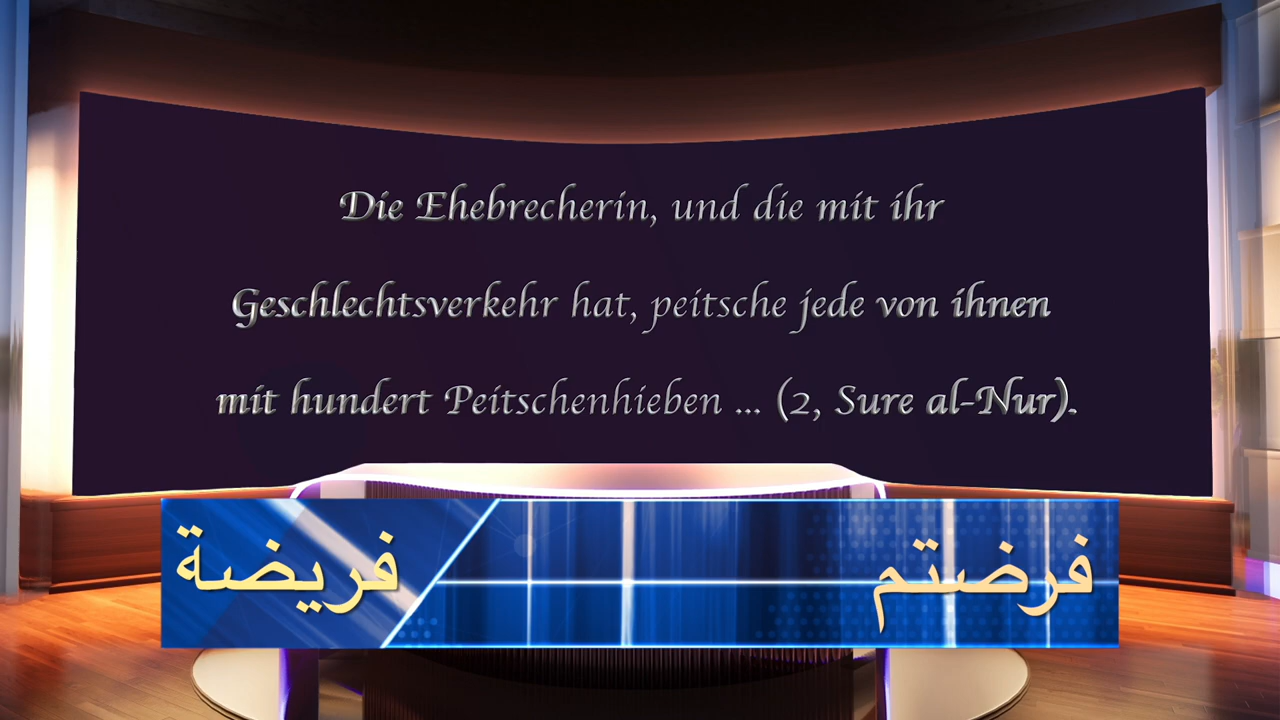 Die Ehebrecherin, und die mit ihr
Geschlechtsverkehr hat, peitsche jede von ihnen
mit hundert Peitschenhieben ... (2, Sure al-Nur).
فرضتم فريضة